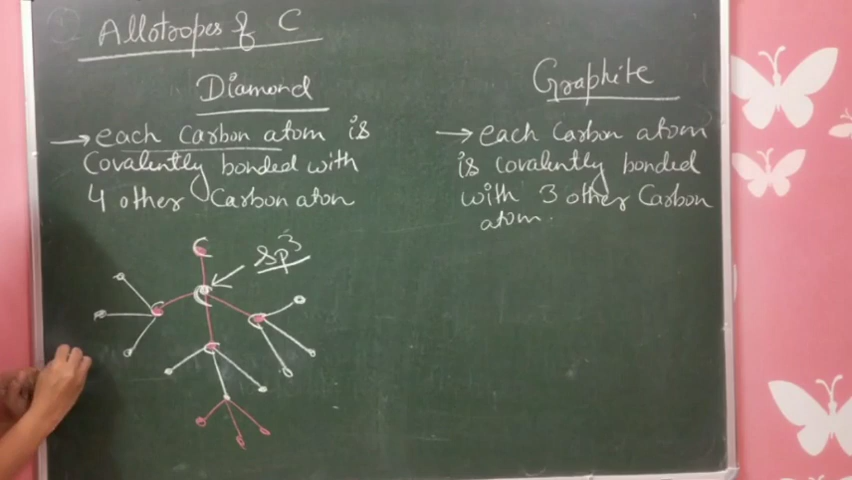 Allotropes of C
Diamond
→ each Carbon atom is
Covalently bonded with
4 other Carbon atom
C
sp³
C
C
C
C
Graphite
→ each Carbon atom
is covalently bonded
with 3 other Carbon
atom.